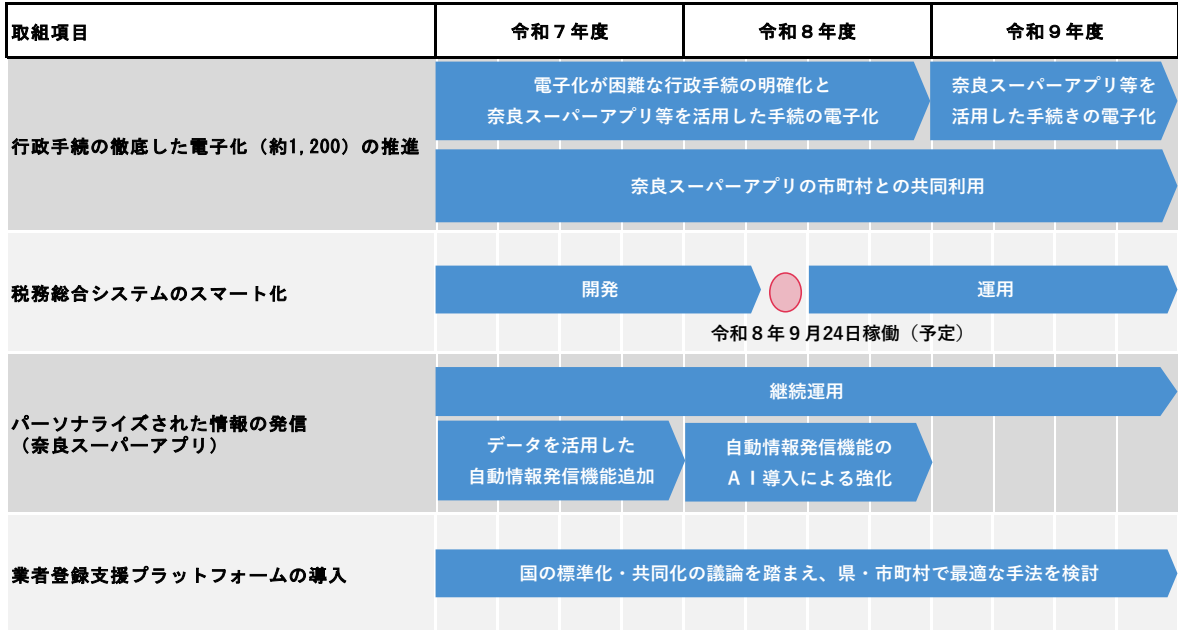 取組項目
令和７年度
令和８年度
令和９年度
行政手続の徹底した電子化（約1,200）の推進
電子化が困難な行政手続の明確化と
奈良スーパーアプリ等を活用した手続の電子化
奈良スーパーアプリ等を
活用した手続きの電子化
奈良スーパーアプリの市町村との共同利用
税務総合システムのスマート化
開発
運用
令和８年９月24日稼働（予定）
パーソナライズされた情報の発信
（奈良スーパーアプリ）
継続運用
データを活用した
自動情報発信機能追加
自動情報発信機能の
ＡＩ導入による強化
業者登録支援プラットフォームの導入
国の標準化・共同化の議論を踏まえ、県・市町村で最適な手法を検討